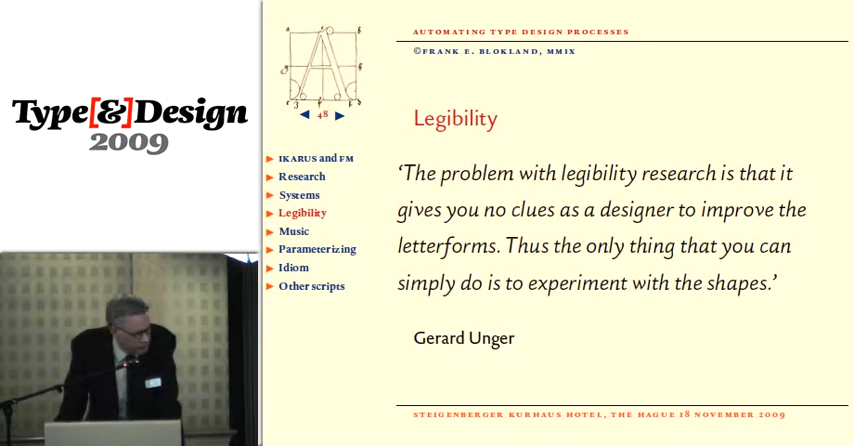 Type[&]Design
2009
48
IKARUS and FM
Research
Systems
Legibility
Music
Parameterizing
Idiom
Other scripts
AUTOMATING TYPE DESIGN PROCESSES
©FRANK E. BLOKLAND, MMIX
Legibility
‘The problem with legibility research is that it
gives you no clues as a designer to improve the
letterforms. Thus the only thing that you can
simply do is to experiment with the shapes.’
Gerard Unger
STEIGENBERGER KURHAUS HOTEL, THE HAGUE 18 NOVEMBER 2009